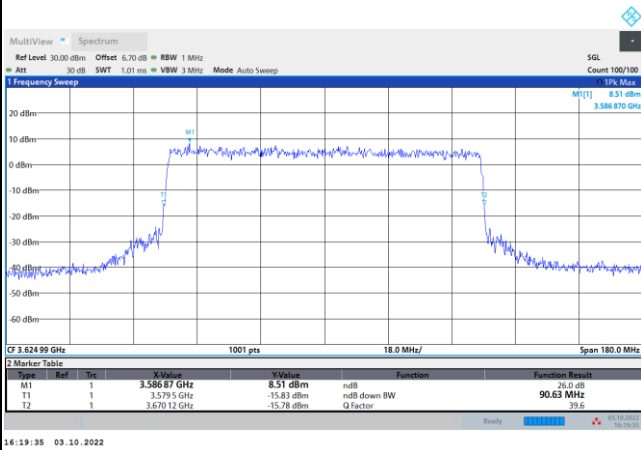 MultiView Spectrum
Ref Level 30.00 dBm Offset 6.70 dB RBW 1 MHz SGL
Att 30 dB SWT 1.01 ms VBW 3 MHz Mode Auto Sweep Count 100/100
1 Frequency Sweep 1Pk Max
M1[1] 8.51 dBm
3.586 870 GHz
20 dBm
M1
10 dBm
0 dBm
-10 dBm
T1 T2
-20 dBm
-30 dBm
-40 dBm
-50 dBm
-60 dBm
CF 3.624 99 GHz 1001 pts 18.0 MHz/ Span 180.0 MHz
2 Marker Table
Type Ref Trc X-Value Y-Value Function Function Result
M1 1 3.586 87 GHz 8.51 dBm ndB 26.0 dB
T1 1 3.579 5 GHz -15.83 dBm ndB down BW 90.63 MHz
T2 1 3.670 12 GHz -15.78 dBm Q Factor 39.6
Ready 03.10.2022
16:19:35
16:19:35 03.10.2022